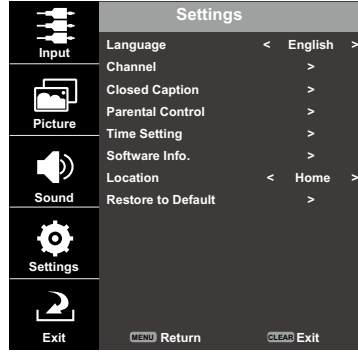 Settings
Input
Picture
Sound
Settings
Exit
Language < English >
Channel >
Closed Caption >
Parental Control >
Time Setting >
Software Info. >
Location < Home >
Restore to Default >
MENU Return CLEAR Exit